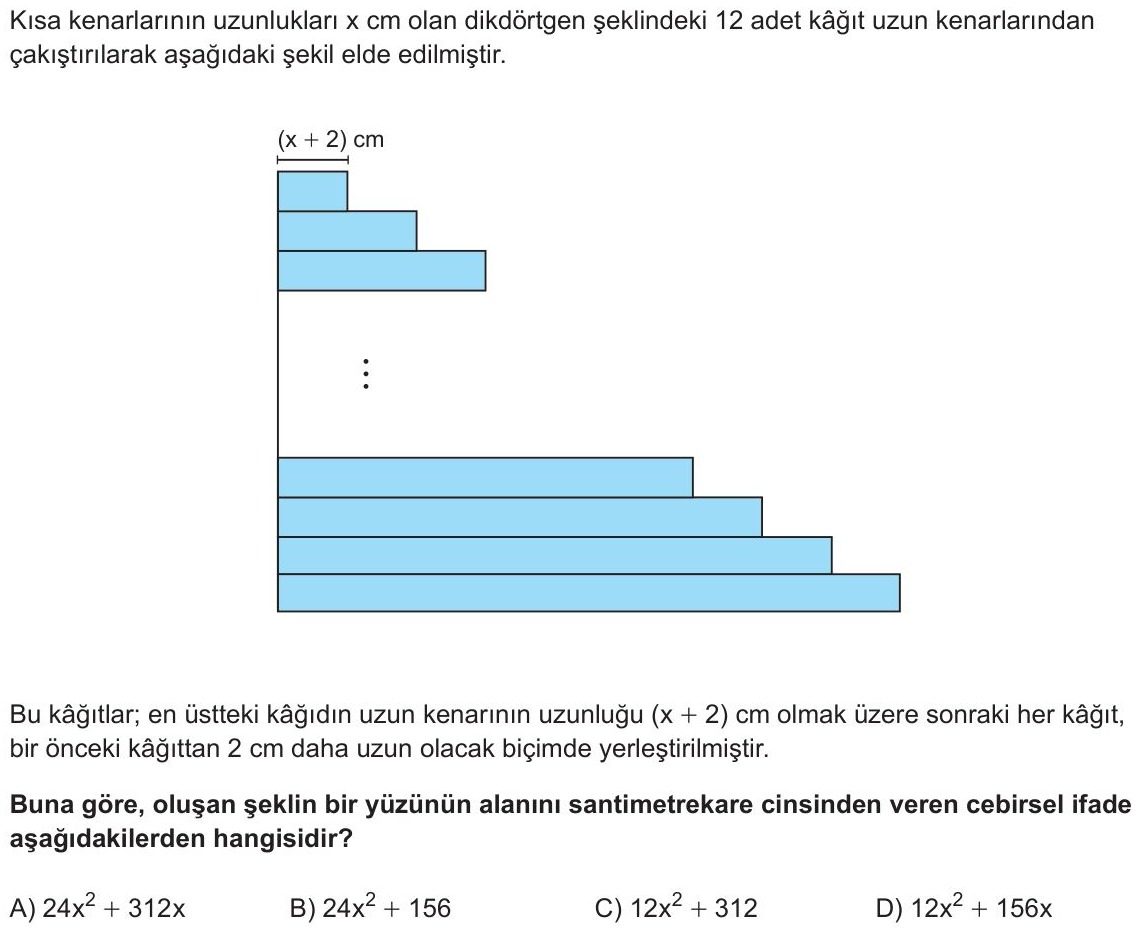 Kısa kenarlarının uzunlukları x cm olan dikdörtgen şeklindeki 12 adet kâğıt uzun kenarlarından
çakıştırılarak aşağıdaki şekil elde edilmiştir.
(x + 2) cm
Bu kâğıtlar; en üstteki kâğıdın uzun kenarının uzunluğu (x + 2) cm olmak üzere sonraki her kâğıt,
bir önceki kâğıttan 2 cm daha uzun olacak biçimde yerleştirilmiştir.
Buna göre, oluşan şeklin bir yüzünün alanını santimetrekare cinsinden veren cebirsel ifade
aşağıdakilerden hangisidir?
A) 24x² + 312x B) 24x² + 156 C) 12x² + 312 D) 12x² + 156x